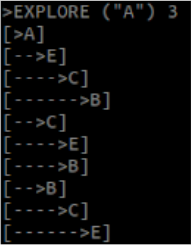 >EXPLORE ("A") 3
[>A]
[-->E]
[---->C]
[------>B]
[-->C]
[---->E]
[---->B]
[-->B]
[---->C]
[------>E]